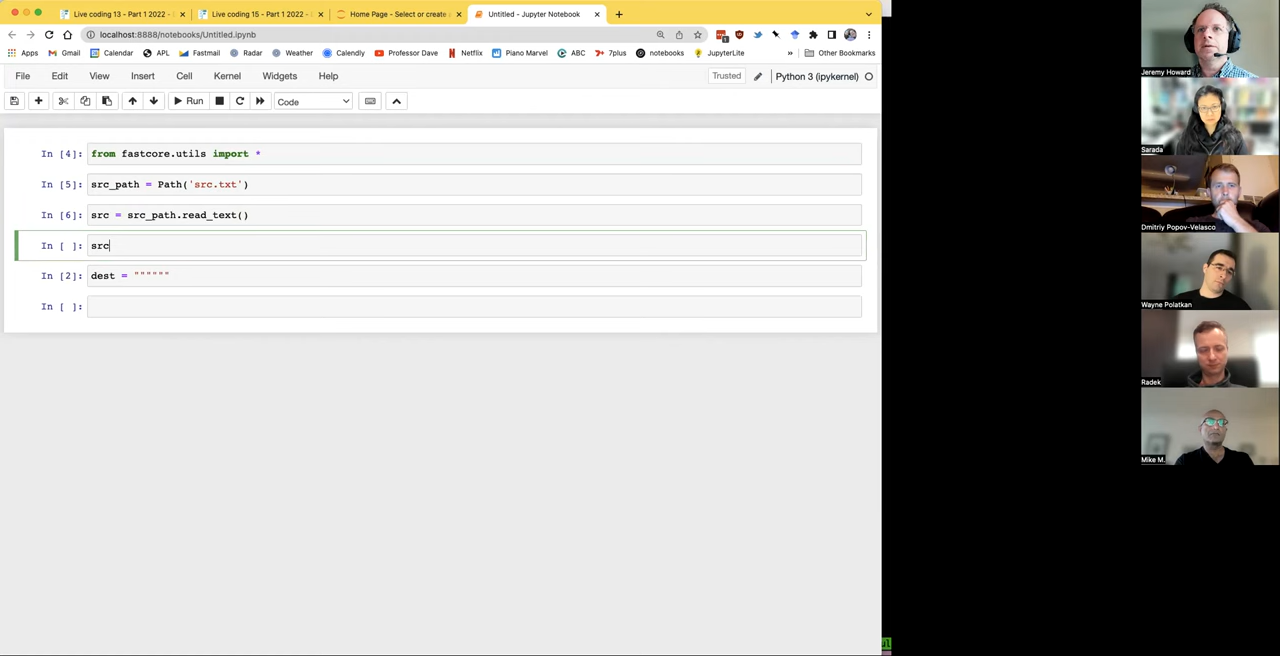 Live coding 13 - Part 1 2022 -
Live coding 15 - Part 1 2022 -
Home Page - Select or create
Untitled - Jupyter Notebook
localhost:8888/notebooks/Untitled.ipynb
Apps Gmail Calendar APL Fastmail Radar Weather Calendly Professor Dave Netflix Piano Marvel ABC 7plus notebooks JupyterLite » Other Bookmarks
File Edit View Insert Cell Kernel Widgets Help Trusted Python 3 (ipykernel)
Run Code
In [4]: from fastcore.utils import *
In [5]: src_path = Path('src.txt')
In [6]: src = src_path.read_text()
In [ ]: src
In [2]: dest = """"""
In [ ]:
Jeremy Howard
Sarada
Dmitriy Popov-Velasco
Wayne Polatkan
Radek
Mike M.